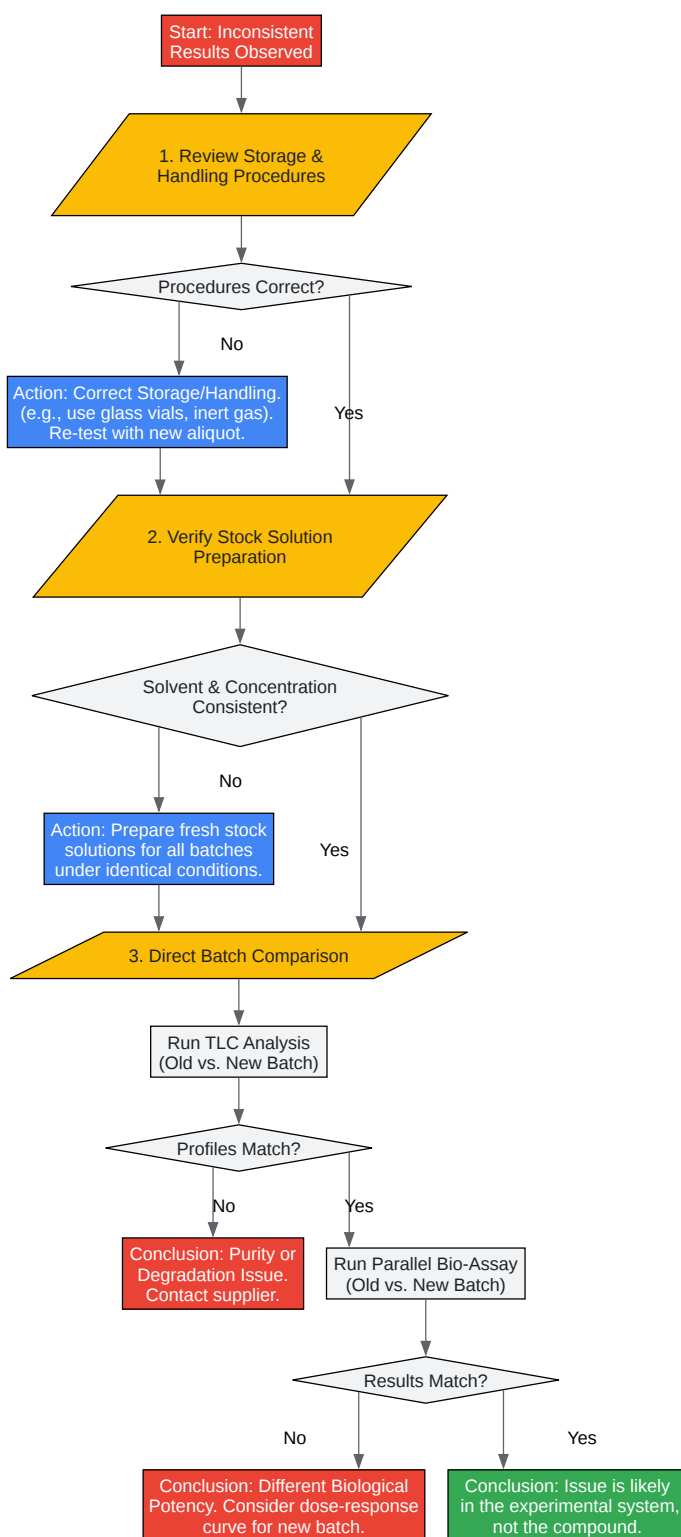 Start: Inconsistent
Results Observed
1. Review Storage &
Handling Procedures
Procedures Correct?
No
Action: Correct Storage/Handling.
(e.g., use glass vials, inert gas).
Re-test with new aliquot.
Yes
2. Verify Stock Solution
Preparation
Solvent & Concentration
Consistent?
No
Action: Prepare fresh stock
solutions for all batches
under identical conditions.
Yes
3. Direct Batch Comparison
Run TLC Analysis
(Old vs. New Batch)
Profiles Match?
No
Yes
Conclusion: Purity or
Degradation Issue.
Contact supplier.
Run Parallel Bio-Assay
(Old vs. New Batch)
Results Match?
No
Yes
Conclusion: Different Biological
Potency. Consider dose-response
curve for new batch.
Conclusion: Issue is likely
in the experimental system,
not the compound.